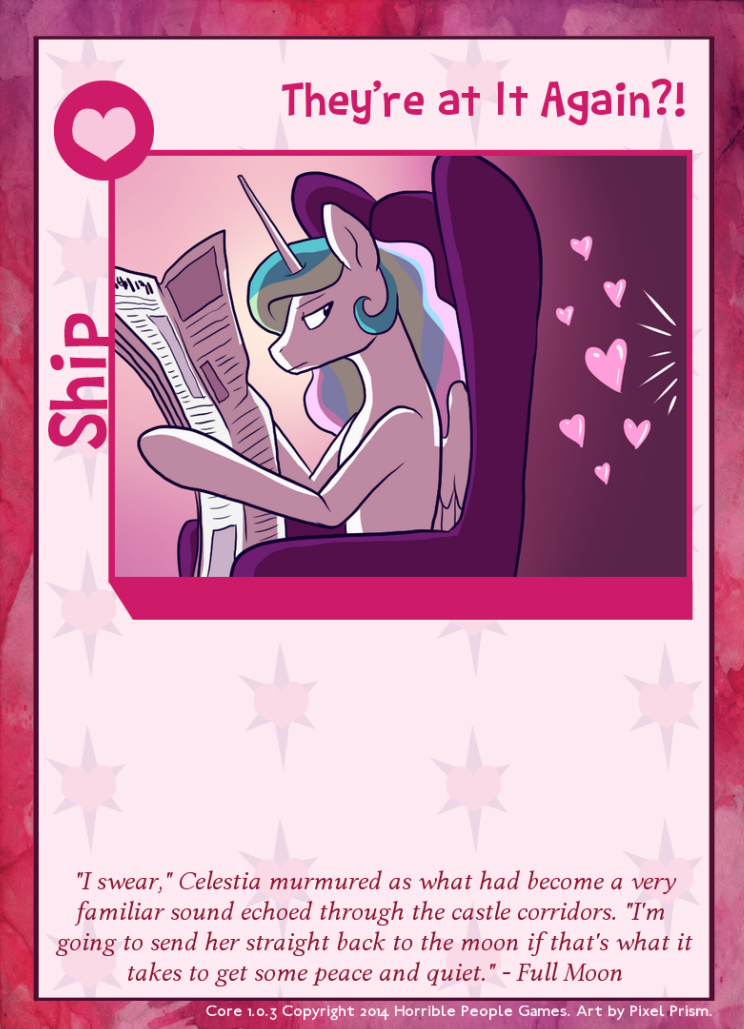 They're at It Again?!
Ship
"I swear," Celestia murmured as what had become a very
familiar sound echoed through the castle corridors. "I'm
going to send her straight back to the moon if that's what it
takes to get some peace and quiet." - Full Moon
Core 1.0.3 Copyright 2014 Horrible People Games. Art by Pixel Prism.